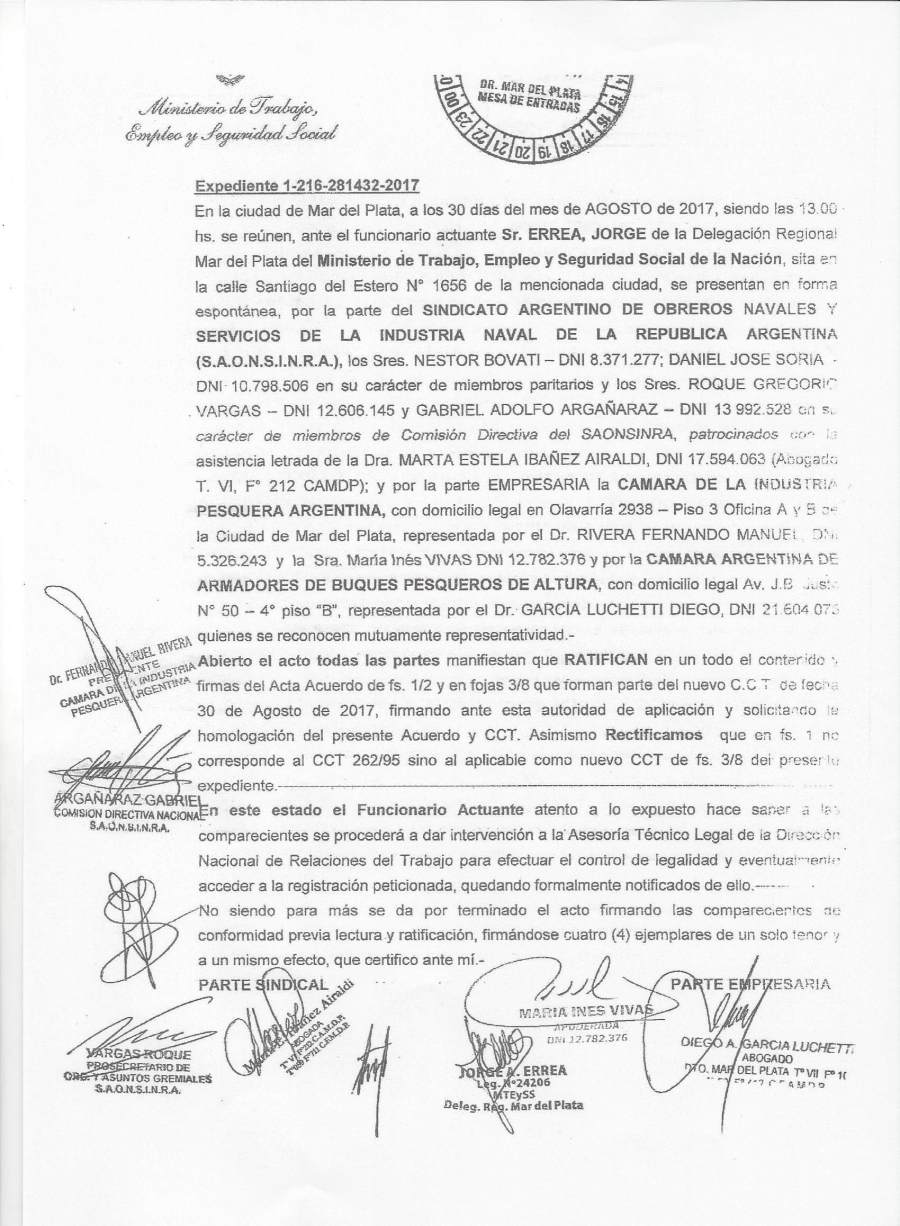 Ministerio de Trabajo,
Empleo y Seguridad Social
DR. MAR DEL PLATA
MESA DE ENTRADAS
00 23 22 21 20 19 18 17 16 15 14
Expediente 1-216-281432-2017
En la ciudad de Mar del Plata, a los 30 días del mes de AGOSTO de 2017, siendo las 13.00
hs. se reúnen, ante el funcionario actuante Sr. ERREA, JORGE de la Delegación Regional
Mar del Plata del Ministerio de Trabajo, Empleo y Seguridad Social de la Nación, sita en
la calle Santiago del Estero N° 1656 de la mencionada ciudad, se presentan en forma
espontánea, por la parte del SINDICATO ARGENTINO DE OBREROS NAVALES Y
SERVICIOS DE LA INDUSTRIA NAVAL DE LA REPUBLICA ARGENTINA
(S.A.O.N.S.I.N.R.A.), los Sres. NESTOR BOVATI – DNI 8.371.277; DANIEL JOSE SORIA -
DNI 10.798.506 en su carácter de miembros paritarios y los Sres. ROQUE GREGORIO
VARGAS – DNI 12.606.145 y GABRIEL ADOLFO ARGAÑARAZ – DNI 13 992.528 en su
carácter de miembros de Comisión Directiva del SAONSINRA, patrocinados con la
asistencia letrada de la Dra. MARTA ESTELA IBAÑEZ AIRALDI, DNI 17.594.063 (Abogada
T. VI, F° 212 CAMDP); y por la parte EMPRESARIA la CAMARA DE LA INDUSTRIA
PESQUERA ARGENTINA, con domicilio legal en Olavarría 2938 – Piso 3 Oficina A y B de
la Ciudad de Mar del Plata, representada por el Dr. RIVERA FERNANDO MANUEL, DNI
5.326.243 y la Sra. María Inés VIVAS DNI 12.782.376 y por la CAMARA ARGENTINA DE
ARMADORES DE BUQUES PESQUEROS DE ALTURA, con domicilio legal Av. J.B. Justo
N° 50 – 4° piso "B", representada por el Dr. GARCIA LUCHETTI DIEGO, DNI 21.604 073
quienes se reconocen mutuamente representatividad.-
Abierto el acto todas las partes manifiestan que RATIFICAN en un todo el contenido y
firmas del Acta Acuerdo de fs. 1/2 y en fojas 3/8 que forman parte del nuevo C.C T de fecha
30 de Agosto de 2017, firmando ante esta autoridad de aplicación y solicitando la
homologación del presente Acuerdo y CCT. Asimismo Rectificamos que en fs. 1 no
corresponde al CCT 262/95 sino al aplicable como nuevo CCT de fs. 3/8 del presente
expediente.-
En este estado el Funcionario Actuante atento a lo expuesto hace saber a las
comparecientes se procederá a dar intervención a la Asesoría Técnico Legal de la Dirección
Nacional de Relaciones del Trabajo para efectuar el control de legalidad y eventualmente
acceder a la registración peticionada, quedando formalmente notificados de ello.------
No siendo para más se da por terminado el acto firmando las comparecientes de
conformidad previa lectura y ratificación, firmándose cuatro (4) ejemplares de un solo tenor y
a un mismo efecto, que certifico ante mí.-
PARTE SINDICAL PARTE EMPRESARIA
Dr. FERNANDO MANUEL RIVERA
PRESIDENTE
CAMARA DE LA INDUSTRIA
PESQUERA ARGENTINA
ARGAÑARAZ GABRIEL
COMISION DIRECTIVA NACIONAL
S.A.O.N.S.I.N.R.A.
VARGAS ROQUE
PROSECRETARIO DE
ORG. Y ASUNTOS GREMIALES
S.A.O.N.S.I.N.R.A.
Ibáñez Airaldi
ABOGADA
MARIA INES VIVAS
APODERADA
DNI 12.782.376
JORGE A. ERREA
Leg. N°24206
MTEySS
Deleg. Reg. Mar del Plata
DIEGO A. GARCIA LUCHETTI
ABOGADO
DTO. MAR DEL PLATA T° VII F° 10